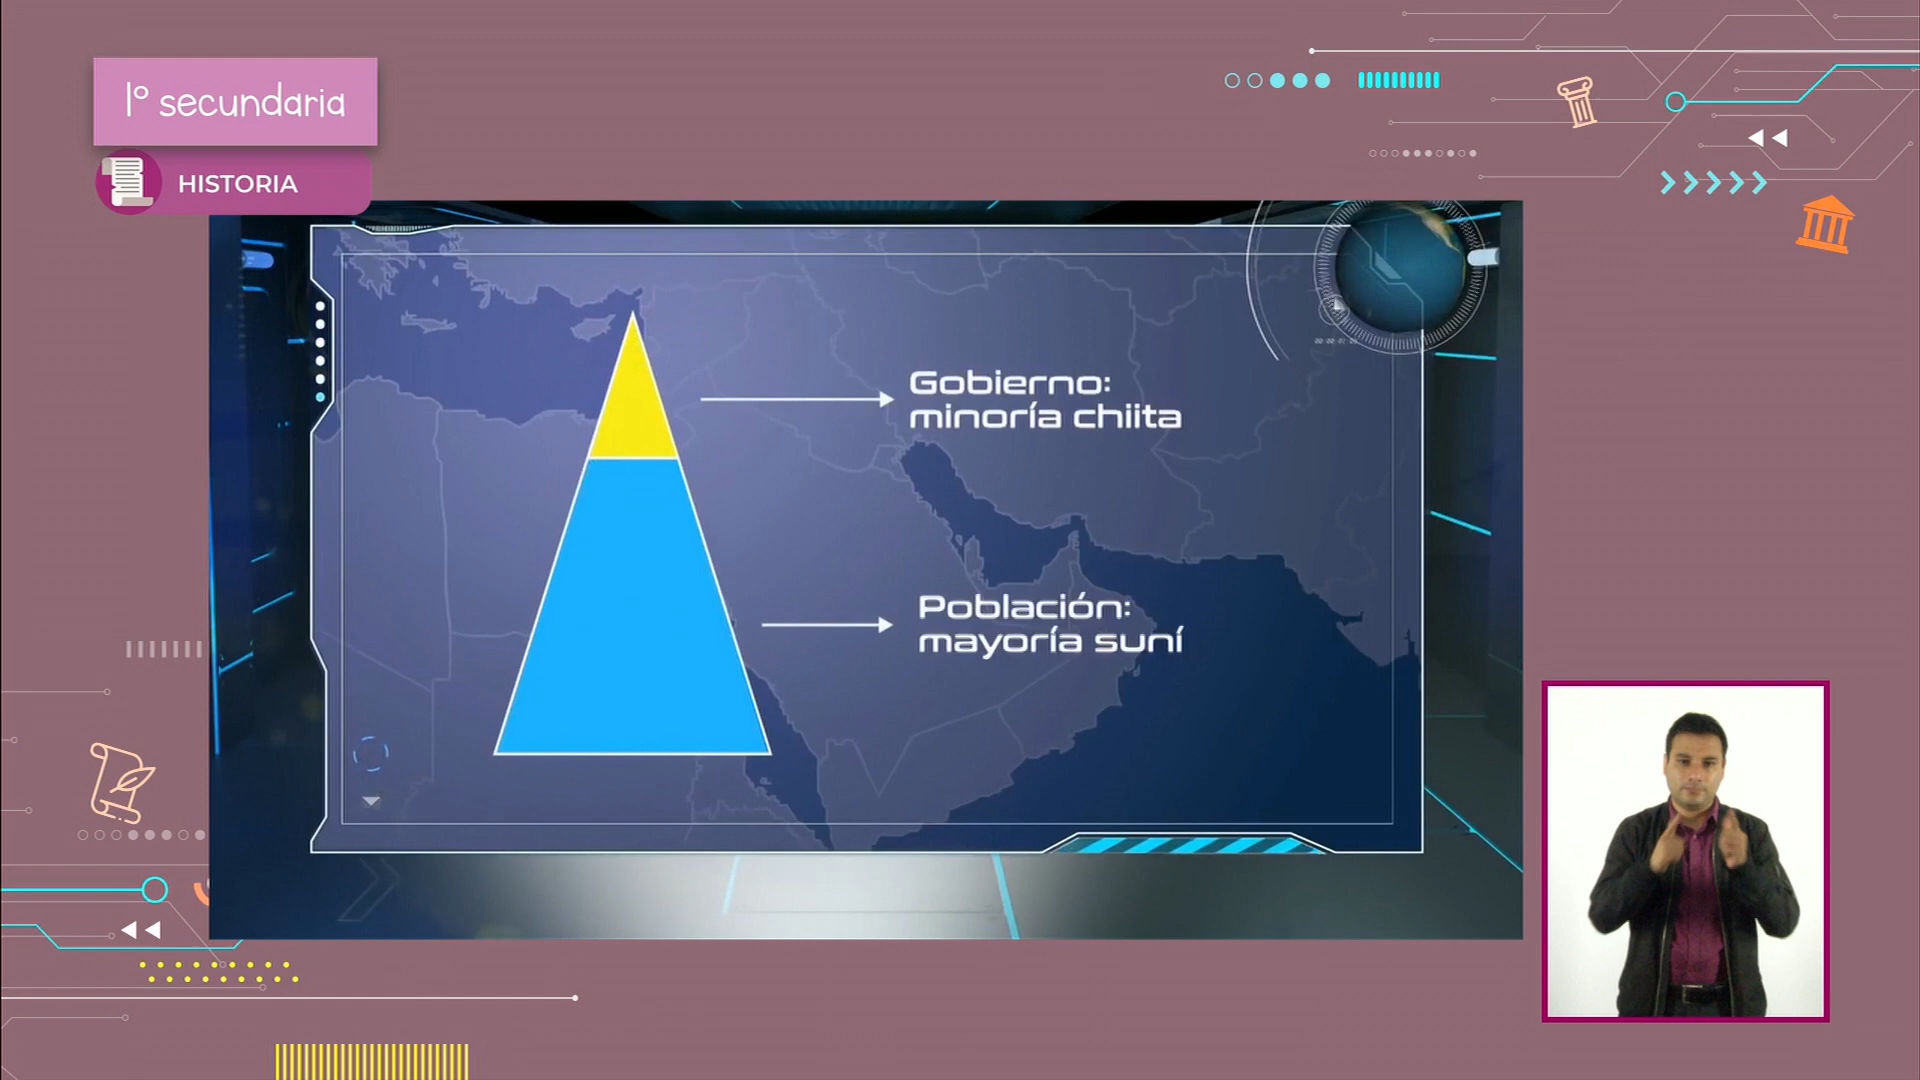 1° secundaria
HISTORIA
Gobierno:
minoría chiita
Población:
mayoría suní